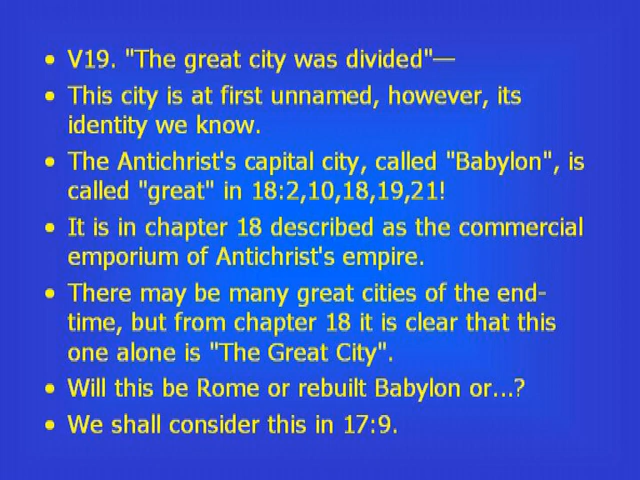 • V19. "The great city was divided"—
• This city is at first unnamed, however, its
identity we know.
• The Antichrist's capital city, called "Babylon", is
called "great" in 18:2,10,18,19,21!
• It is in chapter 18 described as the commercial
emporium of Antichrist's empire.
• There may be many great cities of the end-
time, but from chapter 18 it is clear that this
one alone is "The Great City".
• Will this be Rome or rebuilt Babylon or...?
• We shall consider this in 17:9.